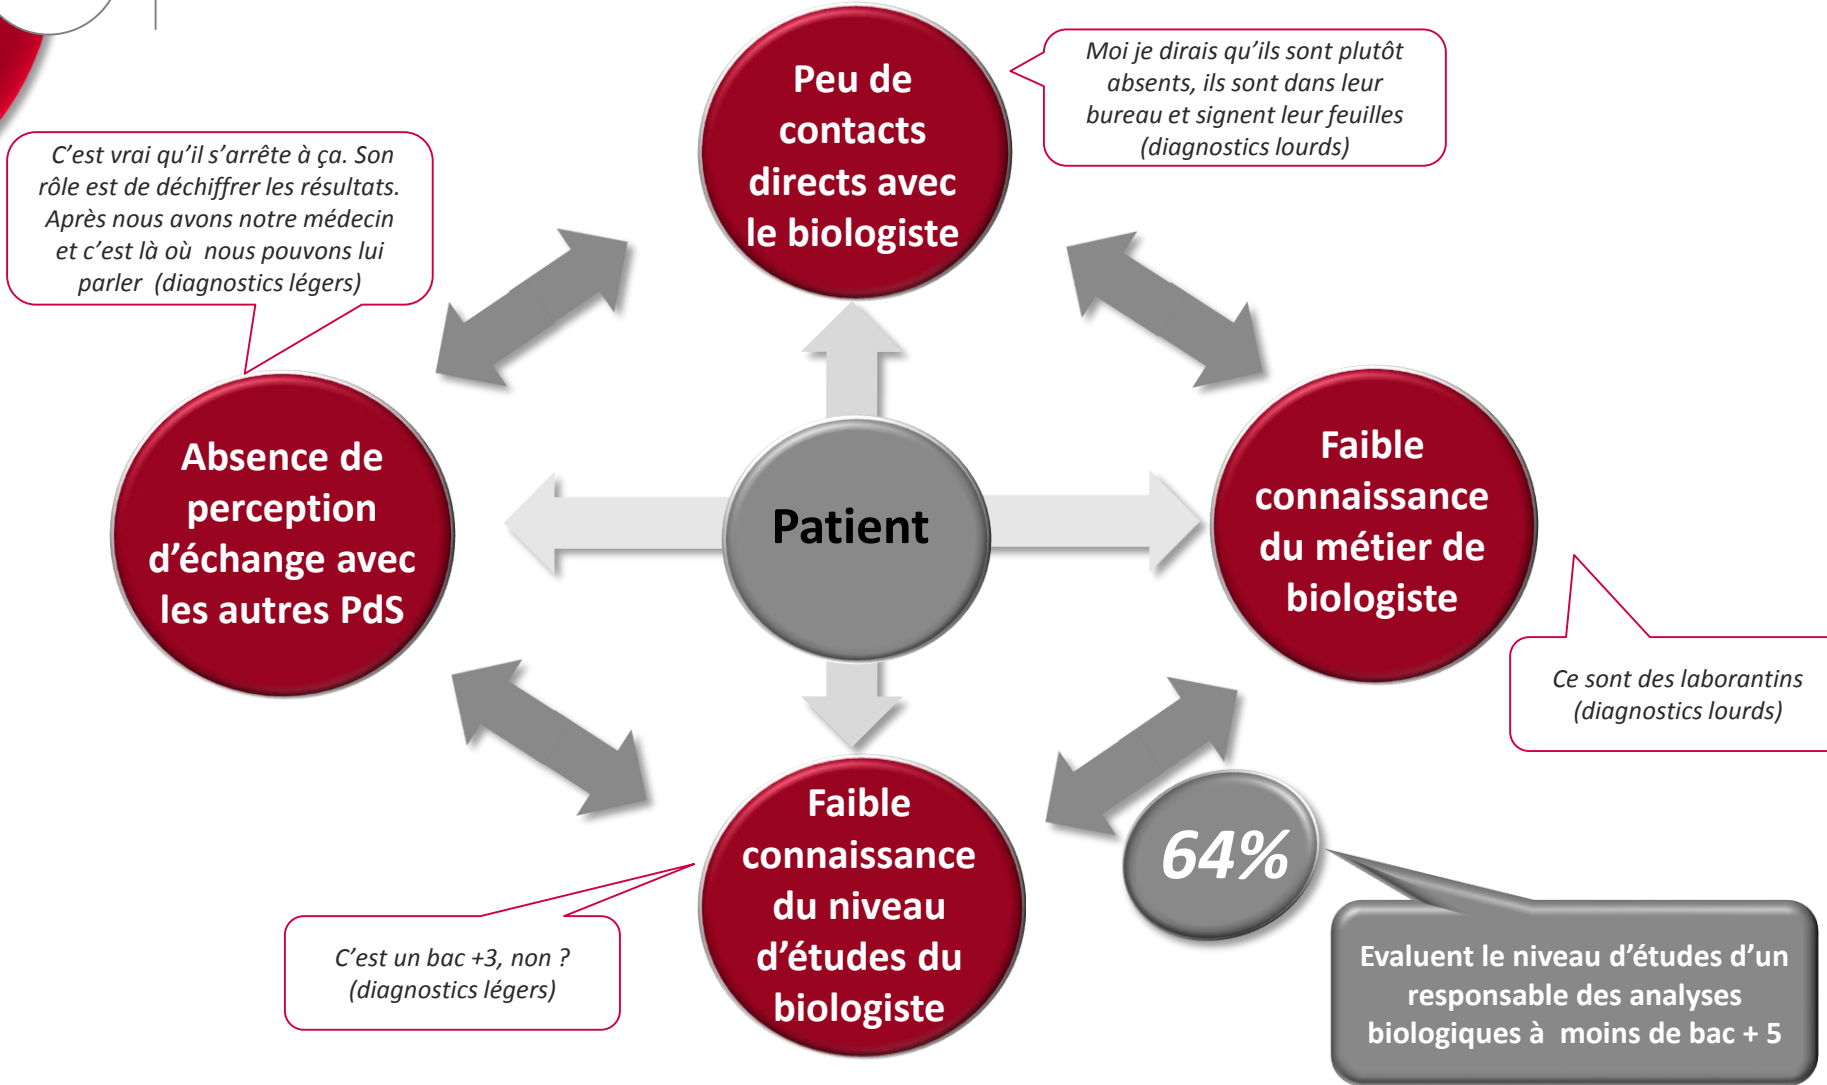 Peu de
contacts
directs avec
le biologiste
Moi je dirais qu'ils sont plutôt
absents, ils sont dans leur
bureau et signent leur feuilles
(diagnostics lourds)
C'est vrai qu'il s'arrête à ça. Son
rôle est de déchiffrer les résultats.
Après nous avons notre médecin
et c'est là où nous pouvons lui
parler (diagnostics légers)
Absence de
perception
d'échange avec
les autres PdS
Patient
Faible
connaissance
du métier de
biologiste
Ce sont des laborantins
(diagnostics lourds)
Faible
connaissance
du niveau
d'études du
biologiste
64%
C'est un bac +3, non ?
(diagnostics légers)
Evaluent le niveau d'études d'un
responsable des analyses
biologiques à moins de bac + 5